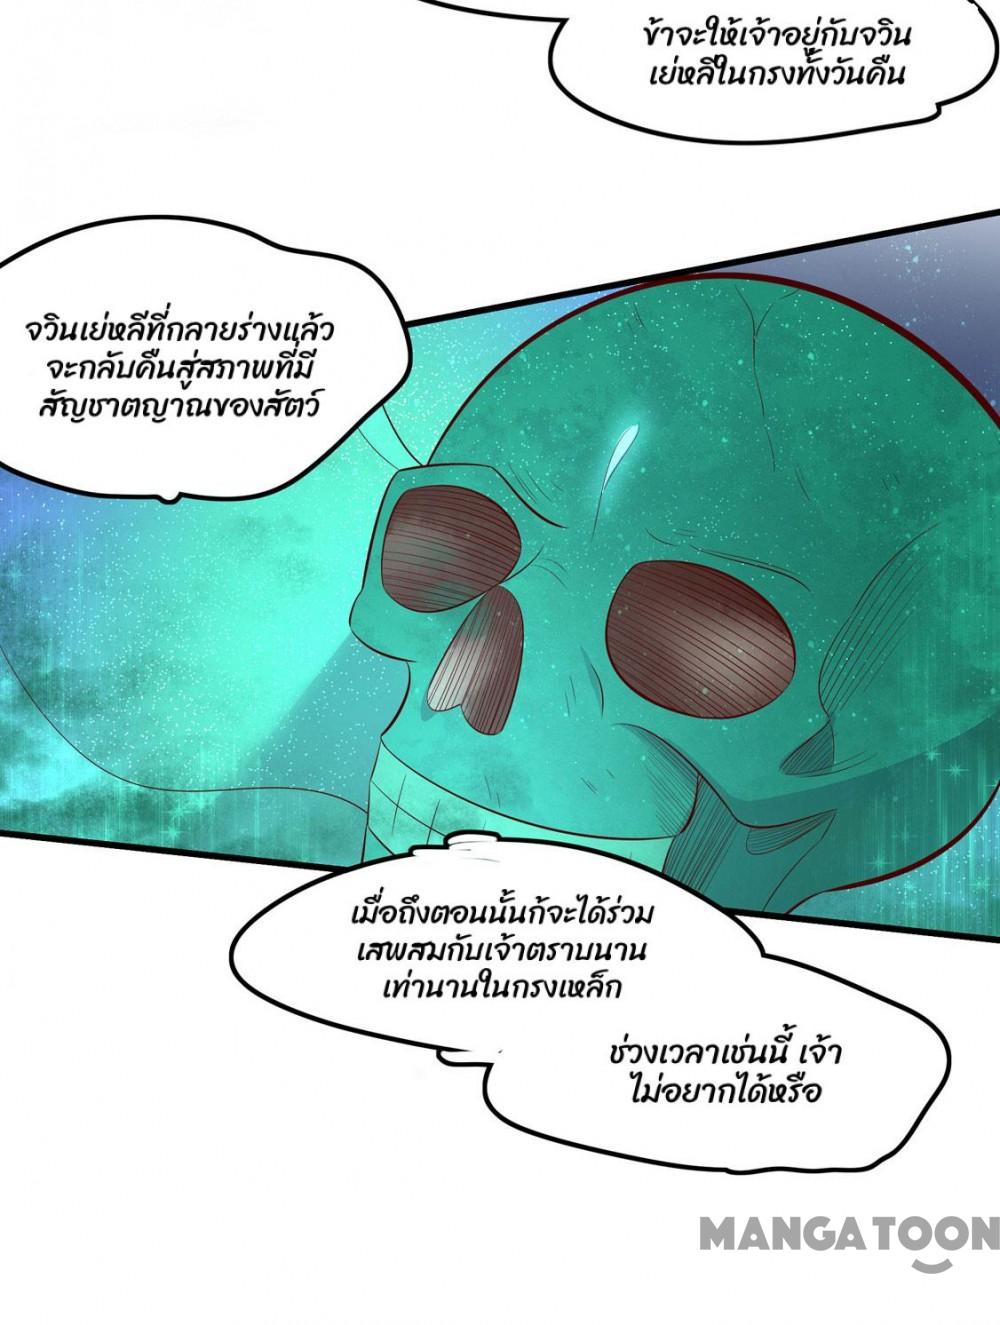 ข้าจะให้เจ้าอยู่กับจวิน
เย่หลีในกรงทั้งวันคืน
จวินเย่หลีที่กลายร่างแล้ว
จะกลับคืนสู่สภาพที่มี
สัญชาตญาณของสัตว์
เมื่อถึงตอนนั้นก้จะได้ร่วม
เสพสมกับเจ้าตราบนาน
เท่านานในกรงเหล็ก
ช่วงเวลาเช่นนี้ เจ้า
ไม่อยากได้หรือ
MANGATOON